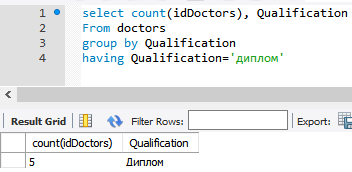 1 select count(idDoctors), Qualification
2 From doctors
3 group by Qualification
4 having Qualification='диплом'
Result Grid Filter Rows: Export:
count(idDoctors) Qualification
5 Диплом